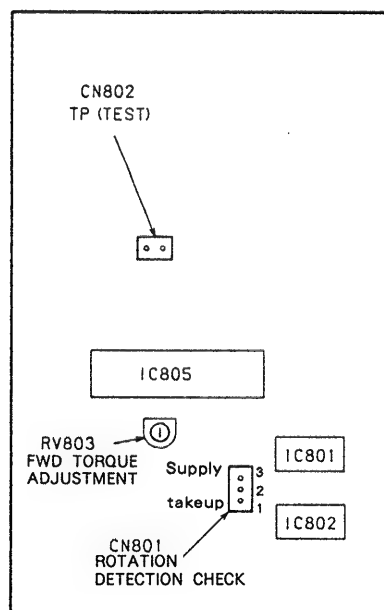 CN802
TP (TEST)
IC805
RV803
FWD TORQUE
ADJUSTMENT
IC801
Supply
3
2
takeup
1
IC802
CN801
ROTATION
DETECTION CHECK